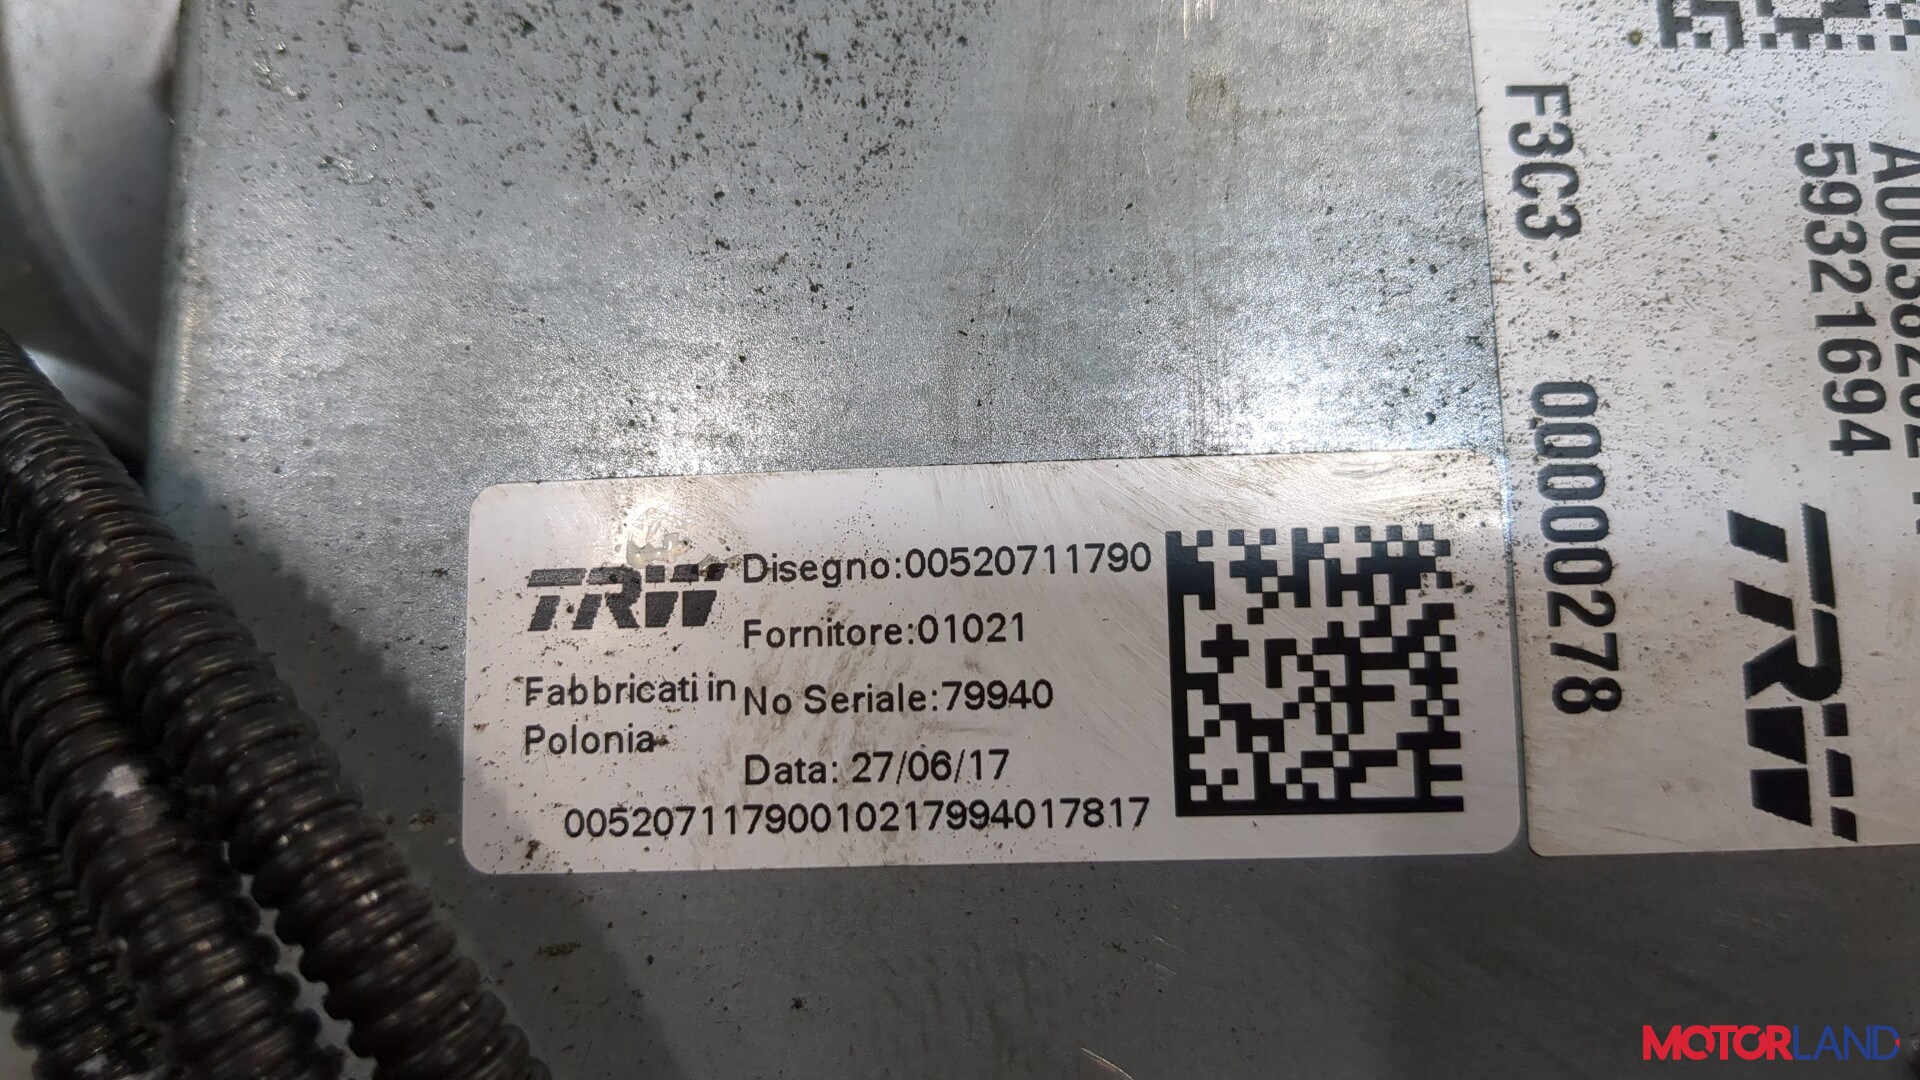 TRW
Disegno:00520711790
Fornitore:01021
Fabbricati in
Polonia
No Seriale:79940
Data: 27/06/17
00520711790010217994017817
F3C3 0000278
59321694
TRW
MOTORLAND